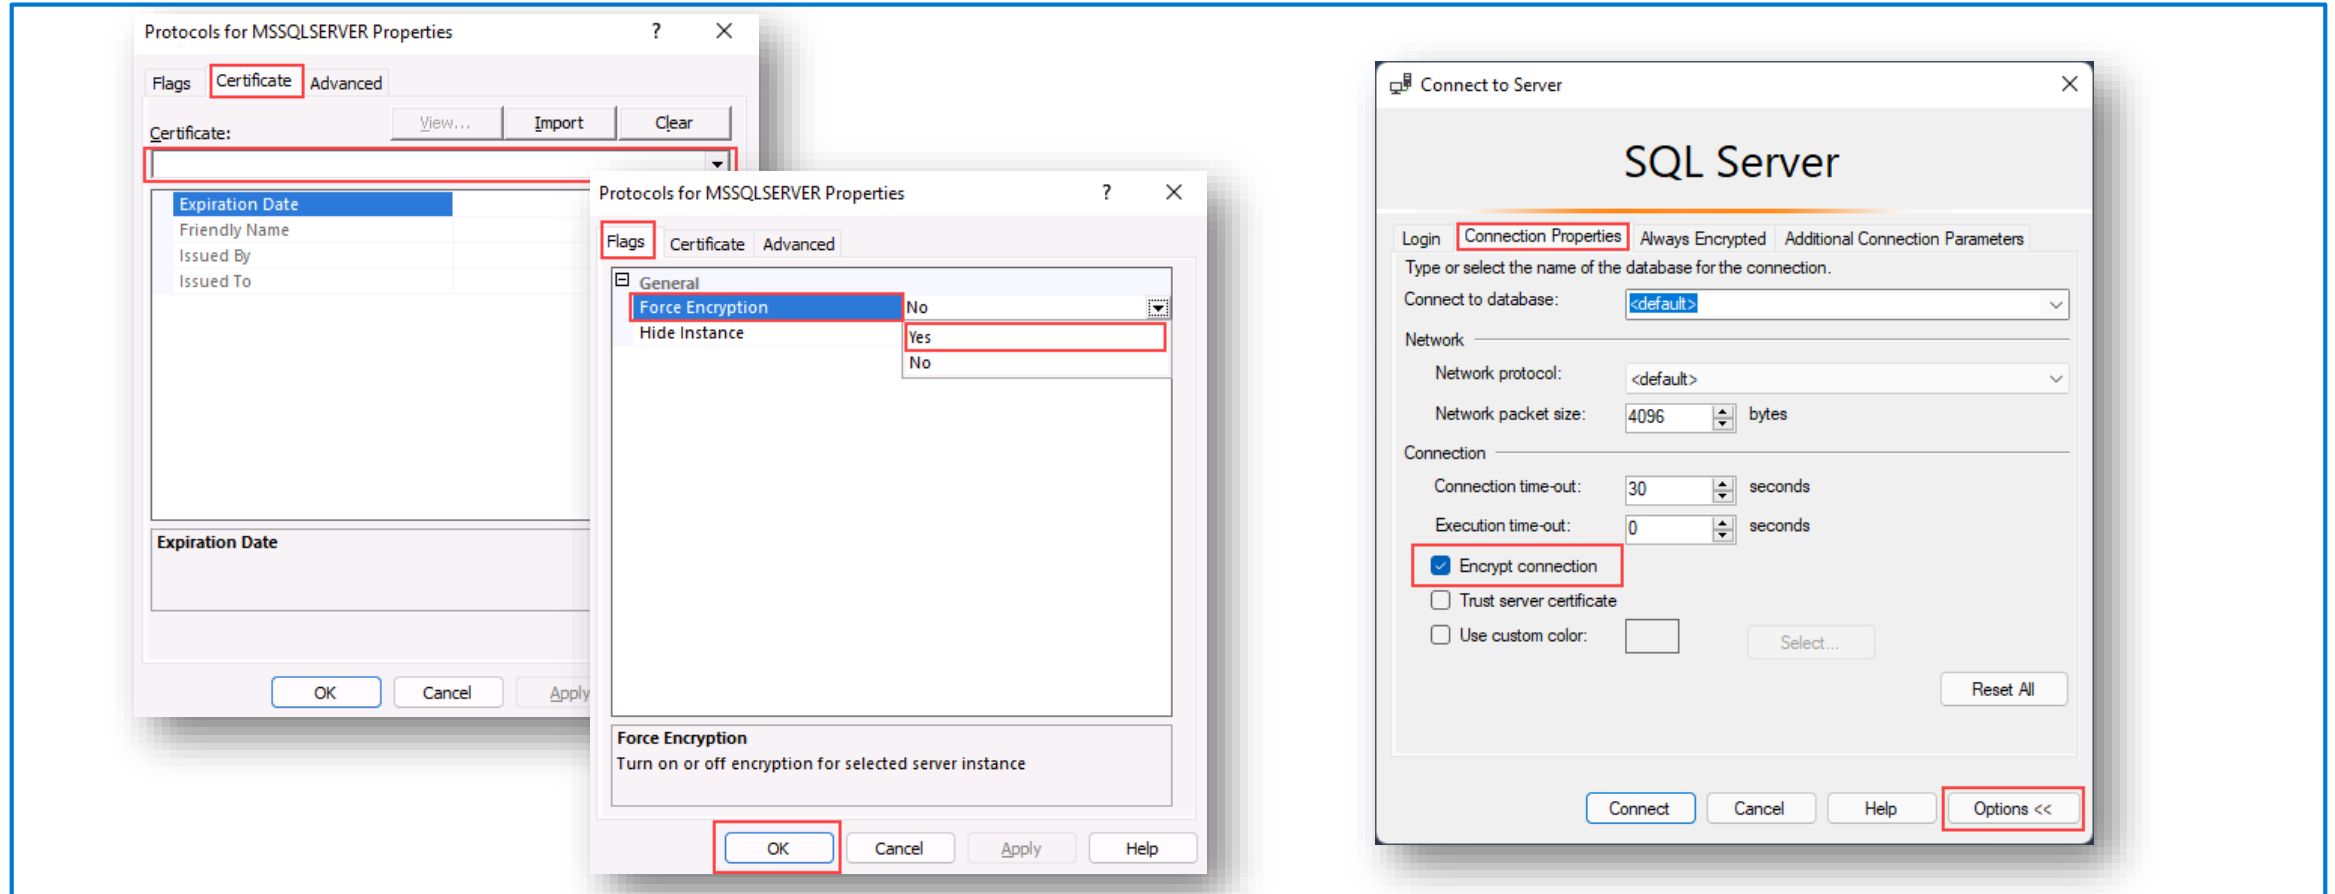 Protocols for MSSQLSERVER Properties
?
Flags
Certificate
Advanced
Certificate:
View...
Import
Clear
Expiration Date
Friendly Name
Issued By
Issued To
Expiration Date
OK
Cancel
Apply
Protocols for MSSQLSERVER Properties
?
Flags
Certificate
Advanced
General
Force Encryption
No
Hide Instance
Yes
No
Force Encryption
Turn on or off encryption for selected server instance
OK
Cancel
Apply
Help
Connect to Server
SQL Server
Login
Connection Properties
Always Encrypted
Additional Connection Parameters
Type or select the name of the database for the connection.
Connect to database:
<default>
Network
Network protocol:
<default>
Network packet size:
4096
bytes
Connection
Connection time-out:
30
seconds
Execution time-out:
0
seconds
Encrypt connection
Trust server certificate
Use custom color:
Select...
Reset All
Connect
Cancel
Help
Options <<